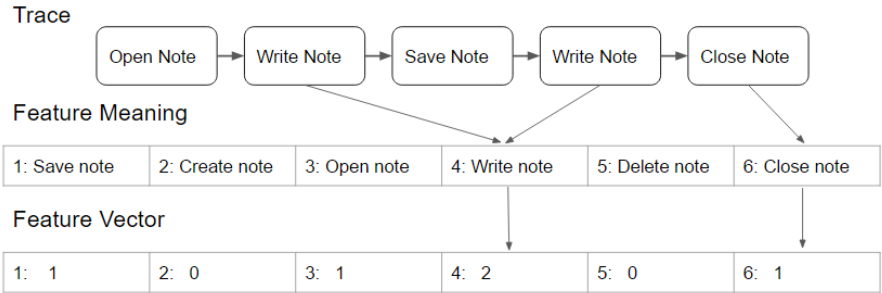 Trace
Open Note Write Note Save Note Write Note Close Note
Feature Meaning
1: Save note 2: Create note 3: Open note 4: Write note 5: Delete note 6: Close note
Feature Vector
1: 1 2: 0 3: 1 4: 2 5: 0 6: 1